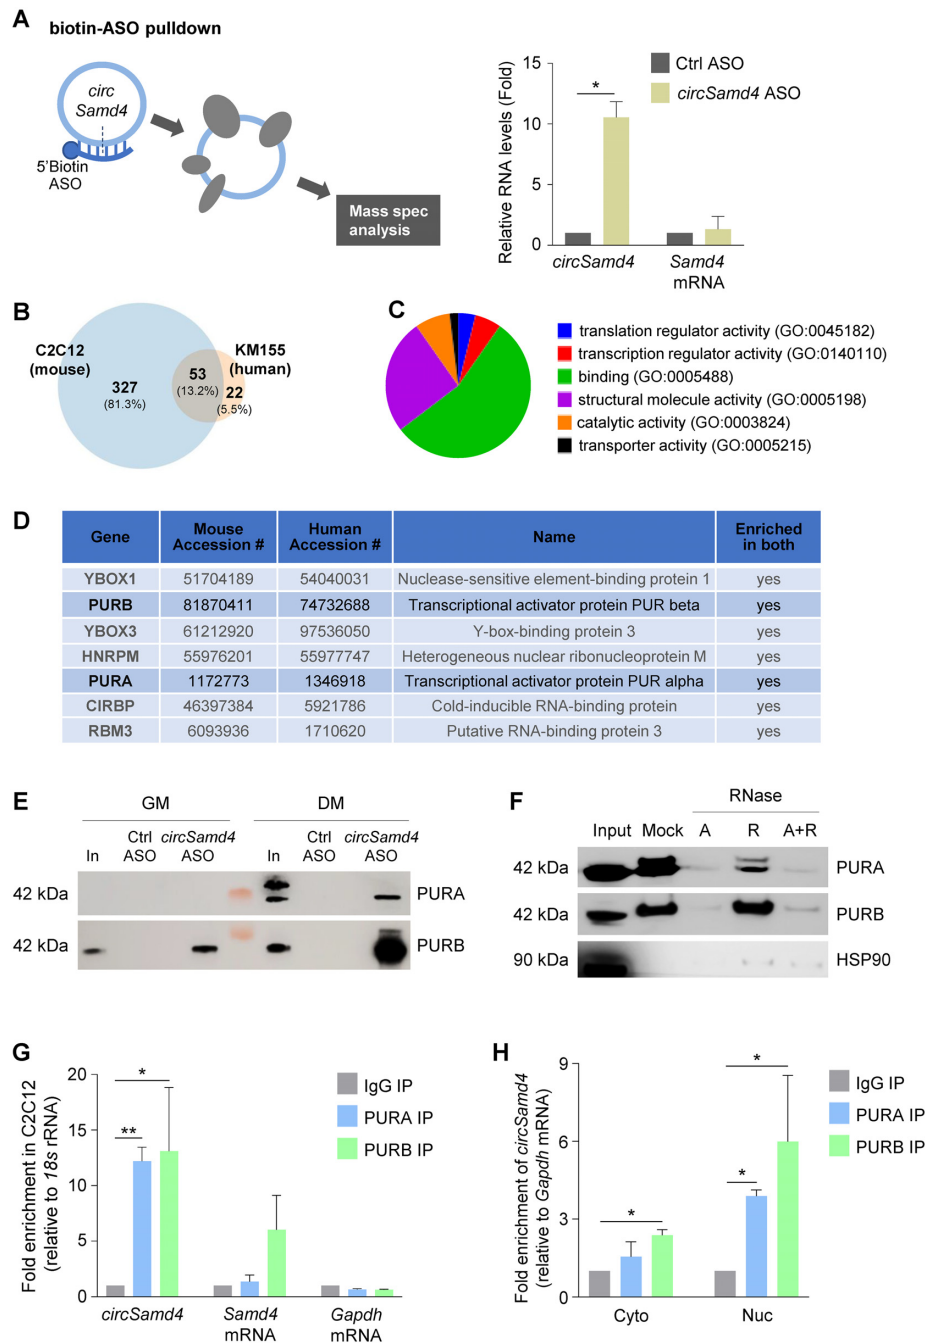 A
biotin-ASO pulldown
circ
Samd4
5'Biotin
ASO
Mass spec
analysis
Relative RNA levels (Fold)
15
10
5
0
*
Ctrl ASO
circSamd4 ASO
circSamd4
Samd4
mRNA
B
C2C12
(mouse)
327
(81.3%)
53
(13.2%)
KM155
(human)
22
(5.5%)
C
translation regulator activity (GO:0045182)
transcription regulator activity (GO:0140110)
binding (GO:0005488)
structural molecule activity (GO:0005198)
catalytic activity (GO:0003824)
transporter activity (GO:0005215)
D
Gene Mouse Accession # Human Accession # Name Enriched in both
YBOX1 51704189 54040031 Nuclease-sensitive element-binding protein 1 yes
PURB 81870411 74732688 Transcriptional activator protein PUR beta yes
YBOX3 61212920 97536050 Y-box-binding protein 3 yes
HNRPM 55976201 55977747 Heterogeneous nuclear ribonucleoprotein M yes
PURA 1172773 1346918 Transcriptional activator protein PUR alpha yes
CIRBP 46397384 5921786 Cold-inducible RNA-binding protein yes
RBM3 6093936 1710620 Putative RNA-binding protein 3 yes
E
GM DM
In Ctrl ASO circSamd4 ASO In Ctrl ASO circSamd4 ASO
42 kDa PURA
42 kDa PURB
F
RNase
Input Mock A R A+R
42 kDa PURA
42 kDa PURB
90 kDa HSP90
G
Fold enrichment in C2C12
(relative to 18s rRNA)
20
15
10
5
0
*
**
IgG IP
PURA IP
PURB IP
circSamd4
Samd4
mRNA
Gapdh
mRNA
H
Fold enrichment of circSamd4
(relative to Gapdh mRNA)
9
6
3
0
*
*
*
IgG IP
PURA IP
PURB IP
Cyto
Nuc